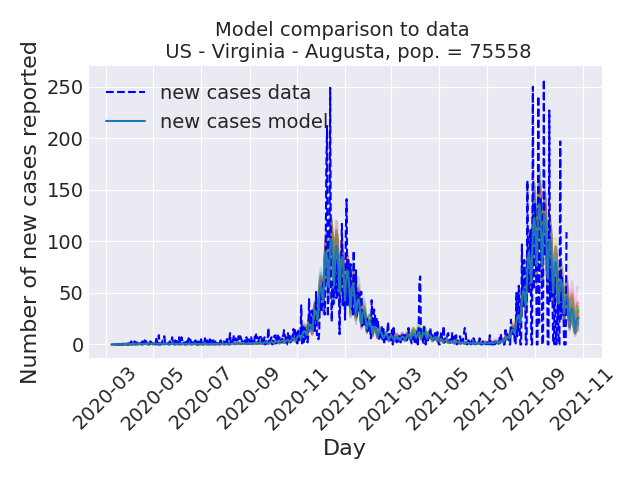 Model comparison to data
US - Virginia - Augusta, pop. = 75558
Number of new cases reported
250
200
150
100
50
0
new cases data
new cases model
2020-03
2020-05
2020-07
2020-09
2020-11
2021-01
2021-03
2021-05
2021-07
2021-09
2021-11
Day